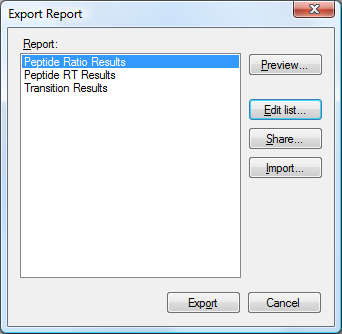 Export Report
Report:
Peptide Ratio Results
Peptide RT Results
Transition Results
Preview...
Edit list...
Share...
Import...
Export
Cancel